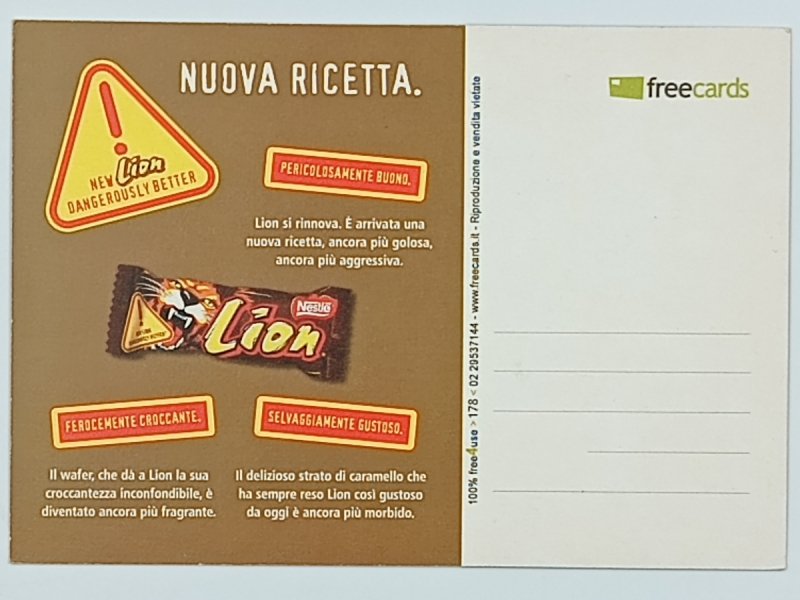 NUOVA RICETTA.
!
NEW Lion
DANGEROUSLY BETTER
PERICOLOSAMENTE BUONO.
Lion si rinnova. È arrivata una
nuova ricetta, ancora più golosa,
ancora più aggressiva.
Nestlé
Lion
FEROCEMENTE CROCCANTE.
Il wafer, che dà a Lion la sua
croccantezza inconfondibile, è
diventato ancora più fragrante.
SELVAGGIAMENTE GUSTOSO.
Il delizioso strato di caramello che
ha sempre reso Lion così gustoso
da oggi è ancora più morbido.
100% free4use > 178 < 02 29537144 - www.freecards.it - Riproduzione e vendita vietate
freecards